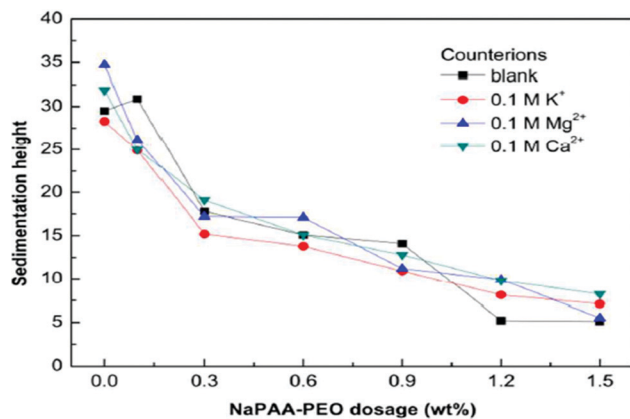 40
35
30
25
20
15
10
5
0
Sedimentation height
Counterions
blank
0.1 M K⁺
0.1 M Mg²⁺
0.1 M Ca²⁺
0.0 0.3 0.6 0.9 1.2 1.5
NaPAA-PEO dosage (wt%)